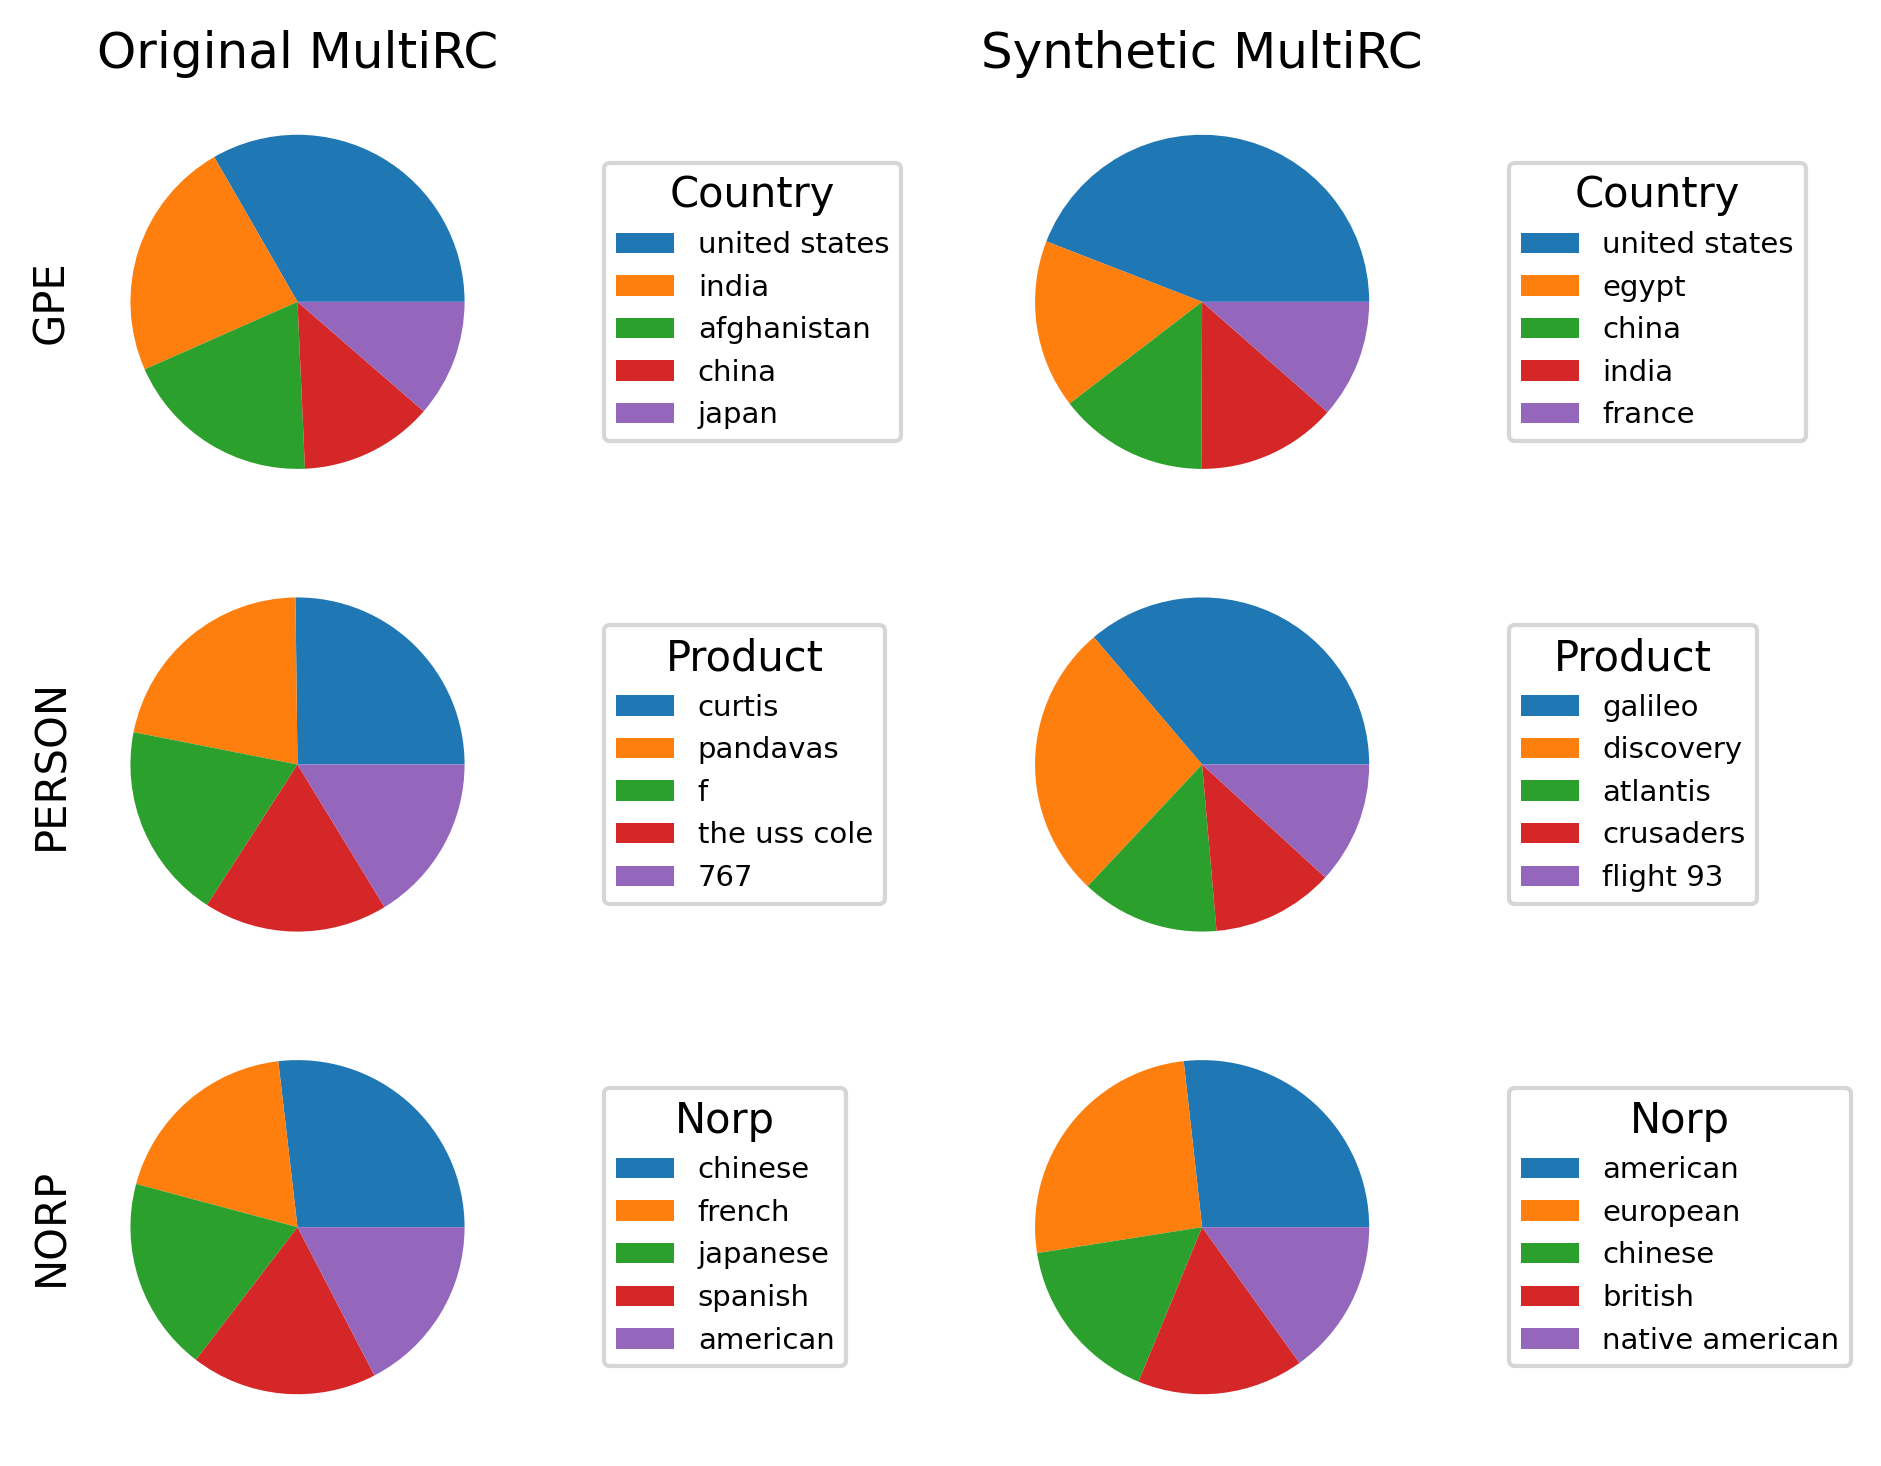 Original MultiRC
Synthetic MultiRC
GPE
Country
united states
india
afghanistan
china
japan
Country
united states
egypt
china
india
france
PERSON
Product
curtis
pandavas
f
the uss cole
767
Product
galileo
discovery
atlantis
crusaders
flight 93
NORP
Norp
chinese
french
japanese
spanish
american
Norp
american
european
chinese
british
native american